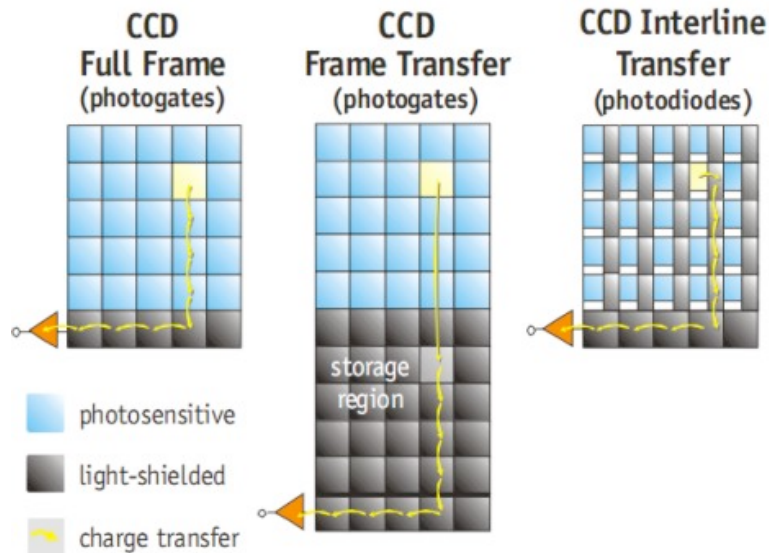 CCD
Full Frame
(photogates)
CCD
Frame Transfer
(photogates)
CCD Interline
Transfer
(photodiodes)
storage
region
photosensitive
light-shielded
charge transfer